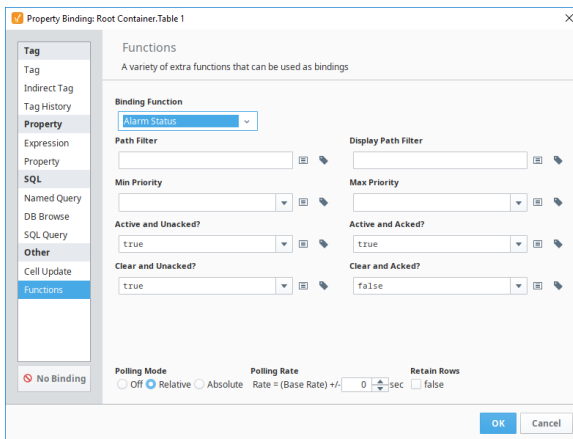 Property Binding: Root Container.Table 1
Tag
Tag
Indirect Tag
Tag History
Property
Expression
Property
SQL
Named Query
DB Browse
SQL Query
Other
Cell Update
Functions
No Binding
Functions
A variety of extra functions that can be used as bindings
Binding Function
Alarm Status
Path Filter Display Path Filter
Min Priority Max Priority
Active and Unacked? Active and Acked?
true true
Clear and Unacked? Clear and Acked?
true false
Polling Mode Polling Rate Retain Rows
Off Relative Absolute Rate = (Base Rate) +/- 0 sec false
OK Cancel